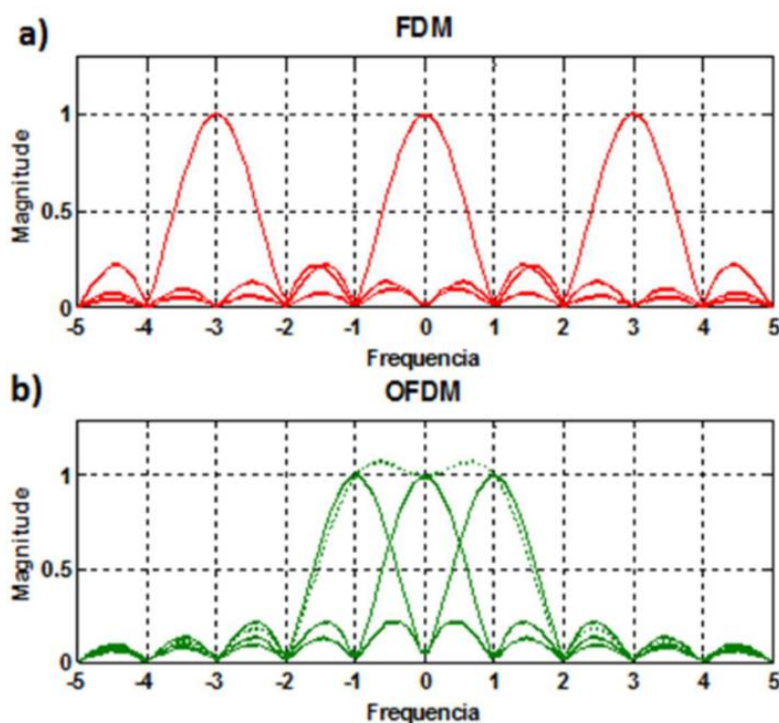 a)
FDM
Magnitude
1
0.5
0
-5 -4 -3 -2 -1 0 1 2 3 4 5
Frequencia
b)
OFDM
Magnitude
1
0.5
0
-5 -4 -3 -2 -1 0 1 2 3 4 5
Frequencia